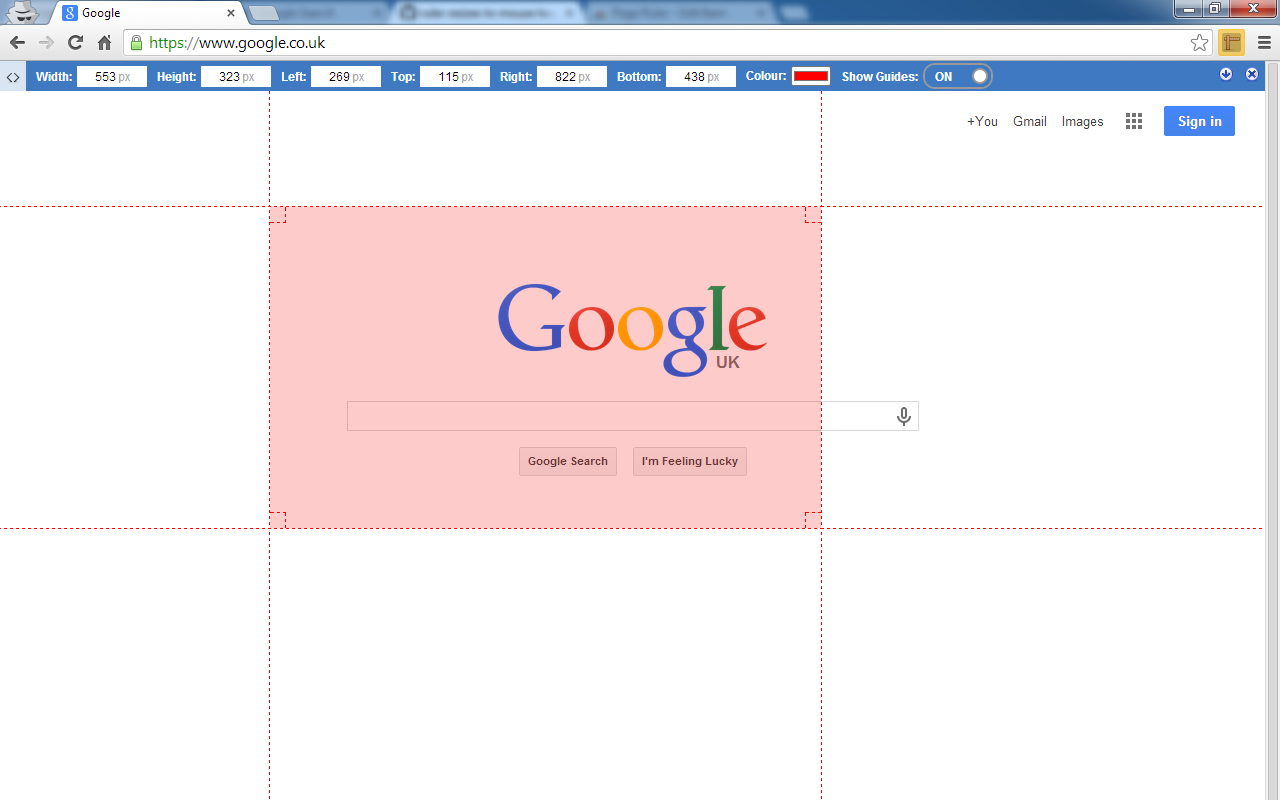 Google
https://www.google.co.uk
Width: 553 px Height: 323 px Left: 269 px Top: 115 px Right: 822 px Bottom: 438 px Colour: Show Guides: ON
+You Gmail Images Sign in
Google
UK
Google Search I'm Feeling Lucky